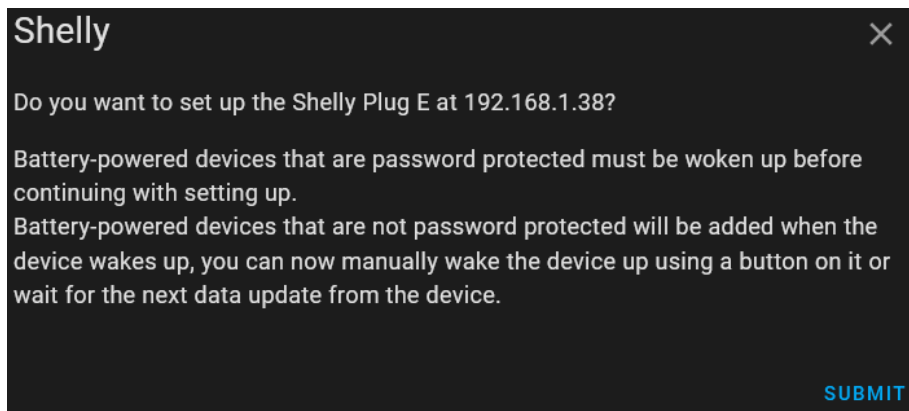 Shelly
Do you want to set up the Shelly Plug E at 192.168.1.38?
Battery-powered devices that are password protected must be woken up before
continuing with setting up.
Battery-powered devices that are not password protected will be added when the
device wakes up, you can now manually wake the device up using a button on it or
wait for the next data update from the device.
SUBMIT